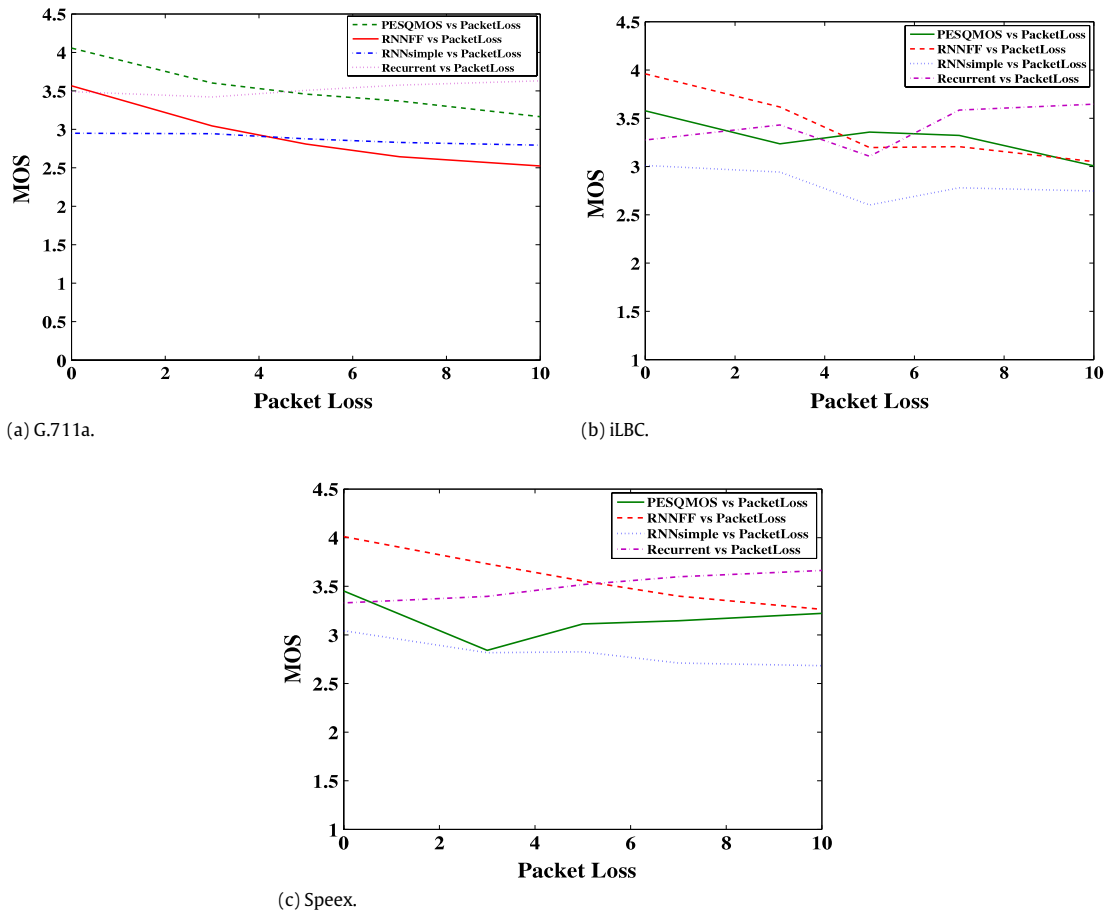 4.5
4
3.5
3
2.5
2
1.5
1
0.5
0
MOS
0 2 4 6 8 10
Packet Loss
PESQMOS vs PacketLoss
RNNFF vs PacketLoss
RNNsimple vs PacketLoss
Recurrent vs PacketLoss
(a) G.711a.
4.5
4
3.5
3
2.5
2
1.5
1
MOS
0 2 4 6 8 10
Packet Loss
PESQMOS vs PacketLoss
RNNFF vs PacketLoss
RNNsimple vs PacketLoss
Recurrent vs PacketLoss
(b) iLBC.
4.5
4
3.5
3
2.5
2
1.5
1
MOS
0 2 4 6 8 10
Packet Loss
PESQMOS vs PacketLoss
RNNFF vs PacketLoss
RNNsimple vs PacketLoss
Recurrent vs PacketLoss
(c) Speex.